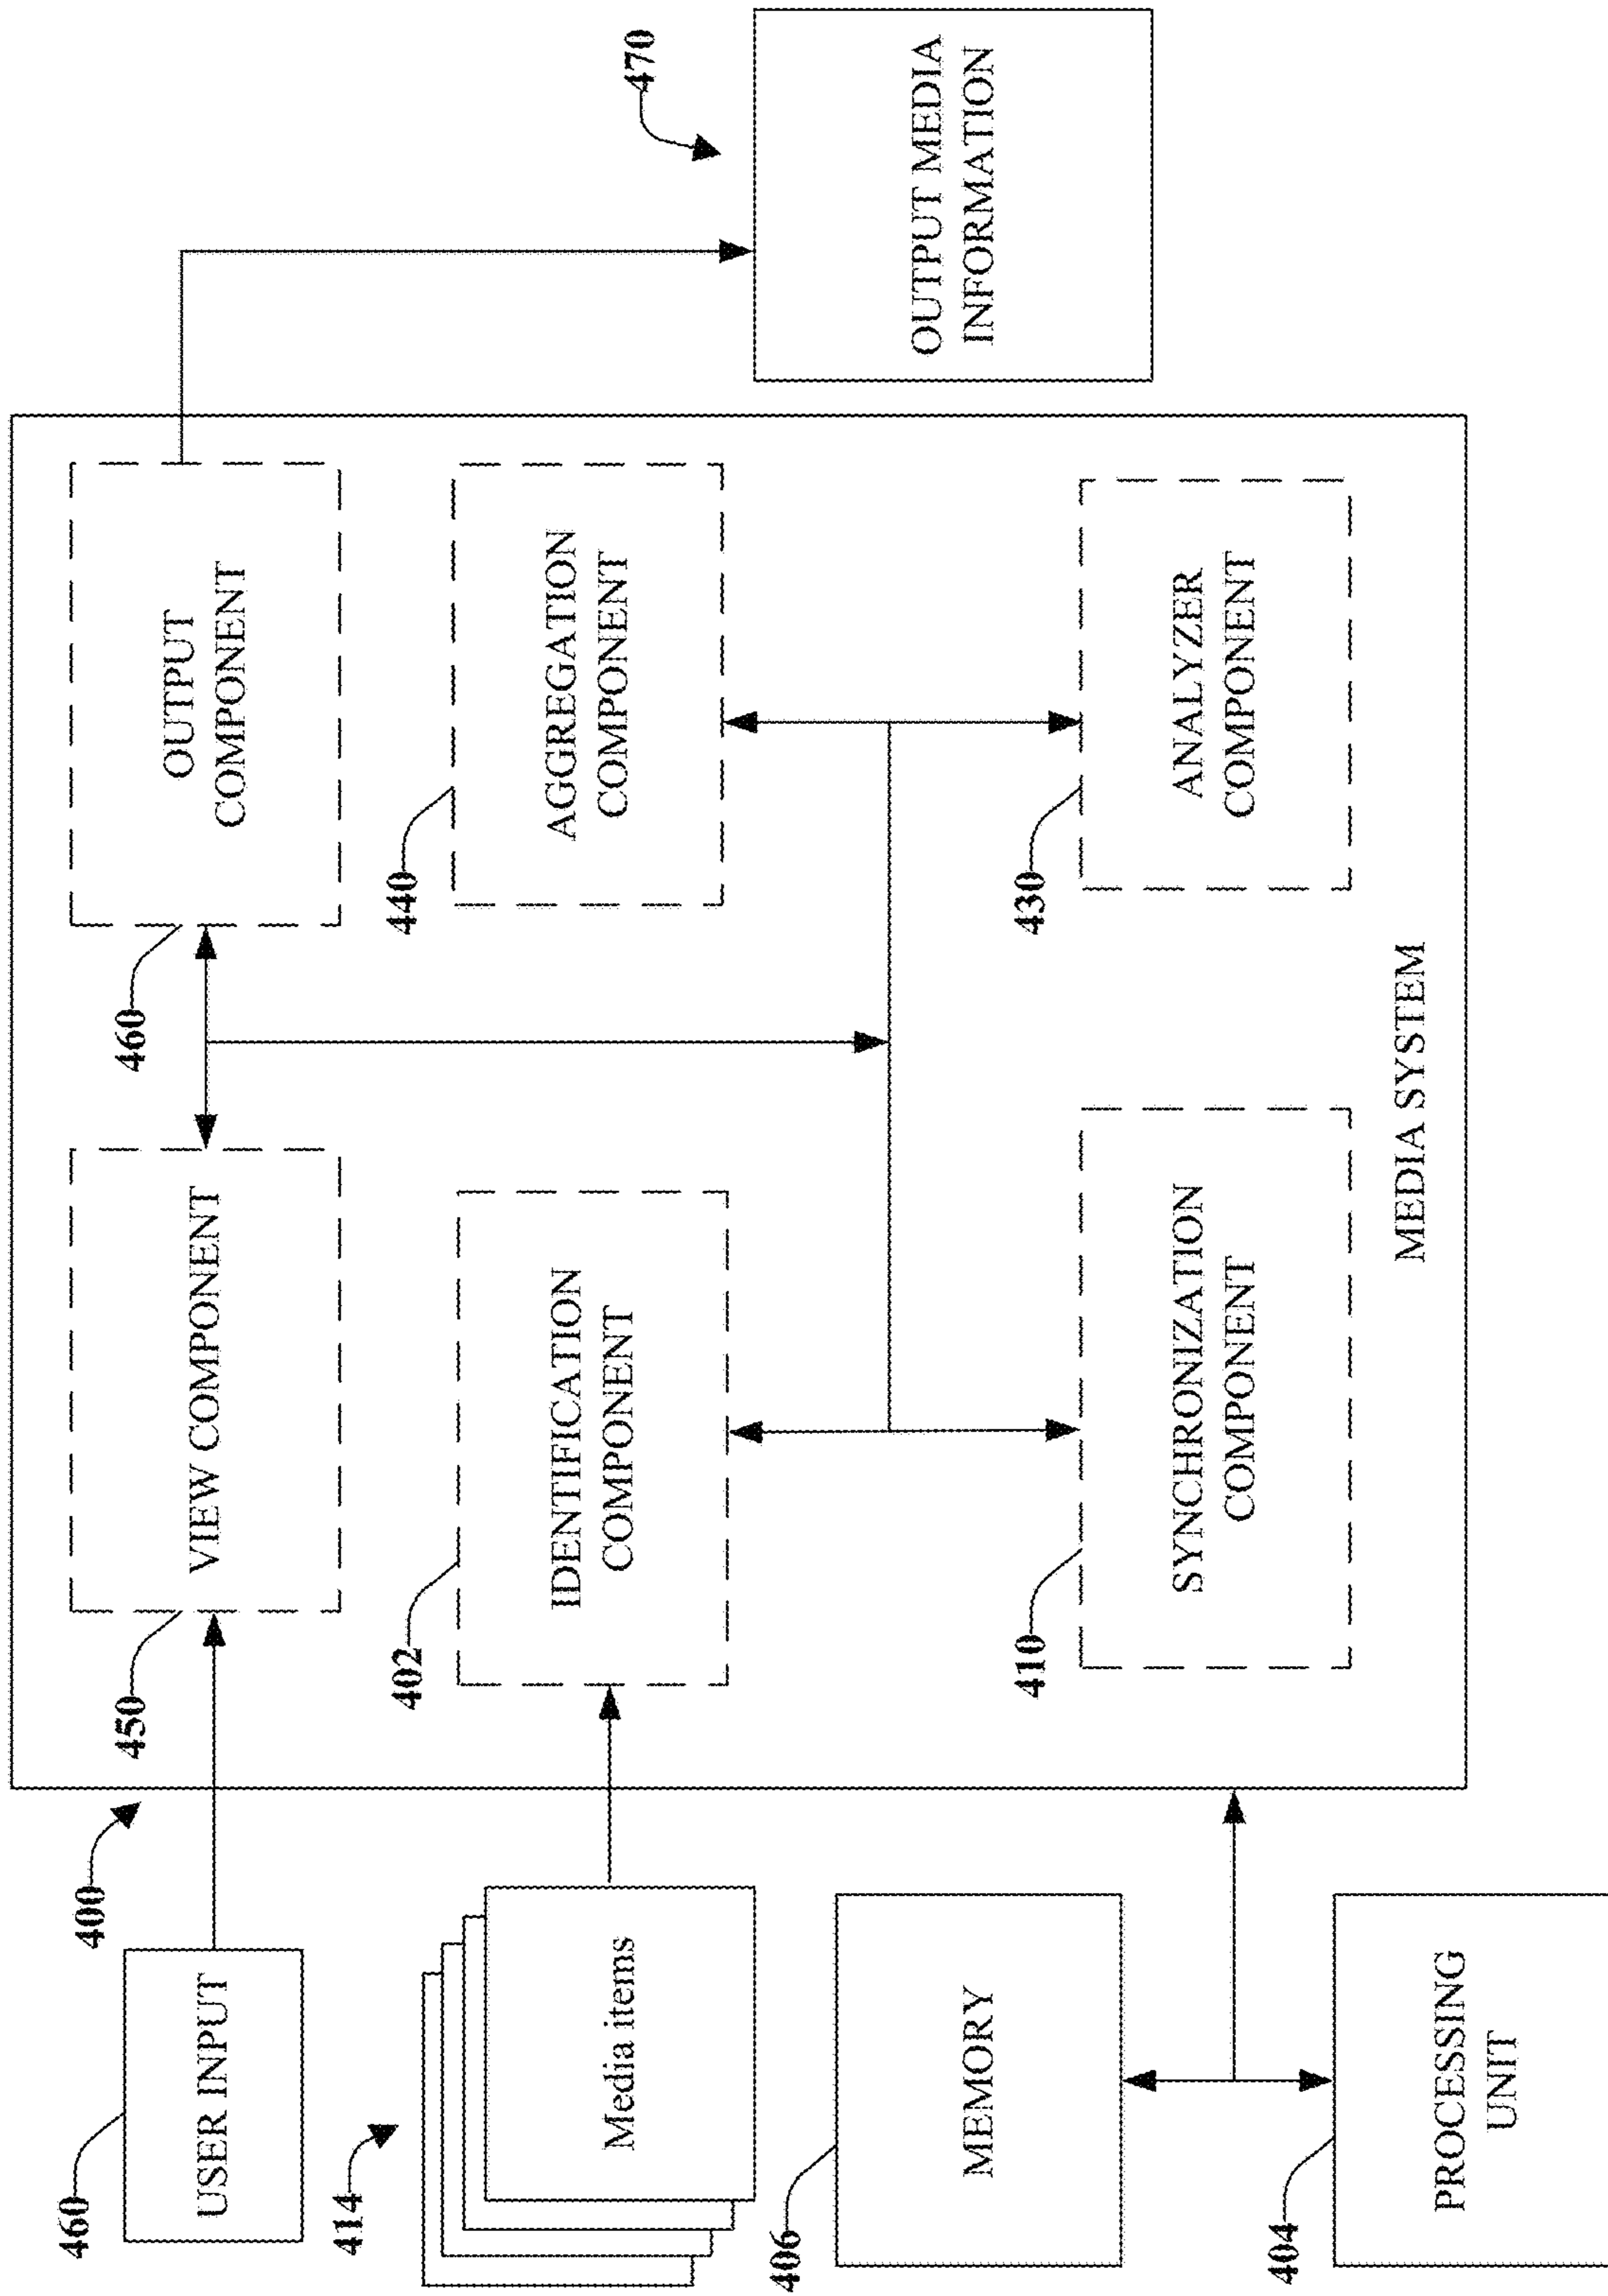 400
460
USER INPUT
450
VIEW COMPONENT
460
OUTPUT
COMPONENT
470
OUTPUT MEDIA
INFORMATION
414
Media items
402
IDENTIFICATION
COMPONENT
440
AGGREGATION
COMPONENT
406
MEMORY
410
SYNCHRONIZATION
COMPONENT
430
ANALYZER
COMPONENT
404
PROCESSING
UNIT
MEDIA SYSTEM